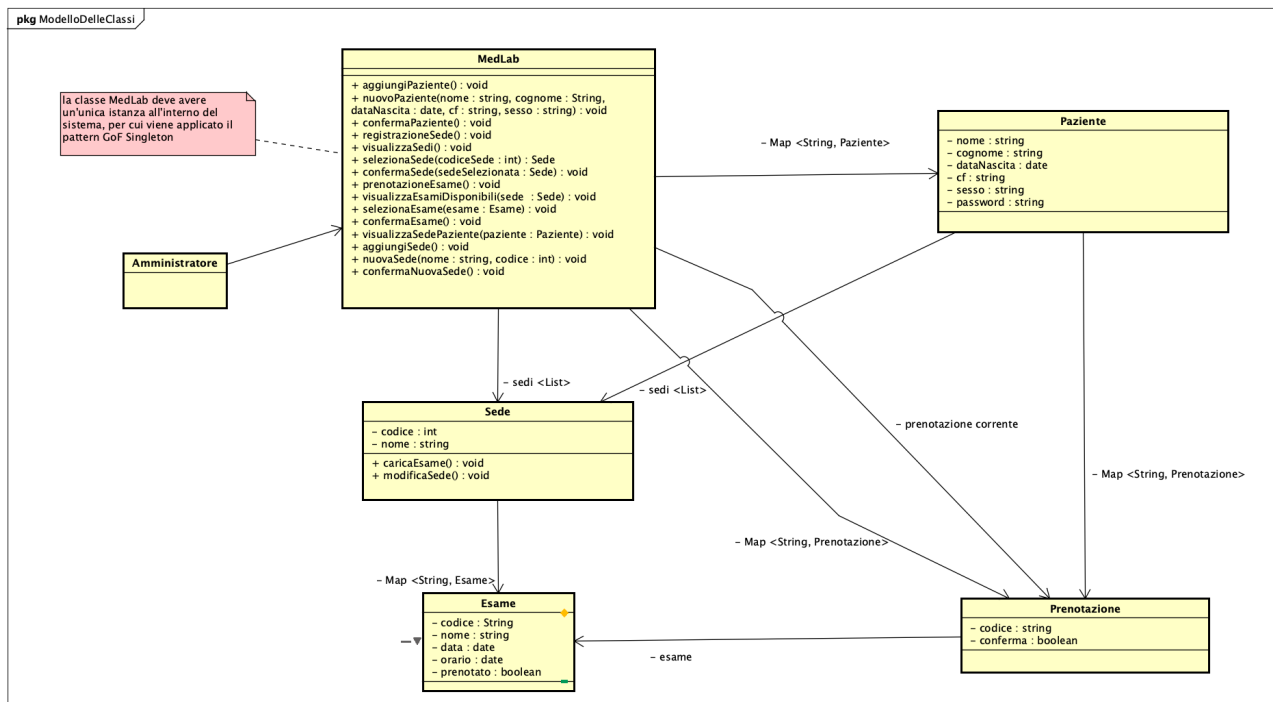 pkg ModelloDelleClassi
MedLab
+ aggiungiPaziente() : void
+ nuovoPaziente(nome : string, cognome : String,
dataNascita : date, cf : string, sesso : string) : void
+ confermaPaziente() : void
+ registrazioneSede() : void
+ visualizzaSedi() : void
+ selezionaSede(codiceSede : int) : Sede
+ confermaSede(sedeSelezionata : Sede) : void
+ prenotazioneEsame() : void
+ visualizzaEsamiDisponibili(sede : Sede) : void
+ selezionaEsame(esame : Esame) : void
+ confermaEsame() : void
+ visualizzaSedePaziente(paziente : Paziente) : void
+ aggiungiSede() : void
+ nuovaSede(nome : string, codice : int) : void
+ confermaNuovaSede() : void
la classe MedLab deve avere
un'unica istanza all'interno del
sistema, per cui viene applicato il
pattern GoF Singleton
– Map <String, Paziente>
Paziente
– nome : string
– cognome : string
– dataNascita : date
– cf : string
– sesso : string
– password : string
Amministratore
– sedi <List>
– sedi <List>
Sede
– codice : int
– nome : string
+ caricaEsame() : void
+ modificaSede() : void
– prenotazione corrente
– Map <String, Prenotazione>
– Map <String, Prenotazione>
– Map <String, Esame>
Esame
– codice : String
– nome : string
– data : date
– orario : date
– prenotato : boolean
– esame
Prenotazione
– codice : string
– conferma : boolean